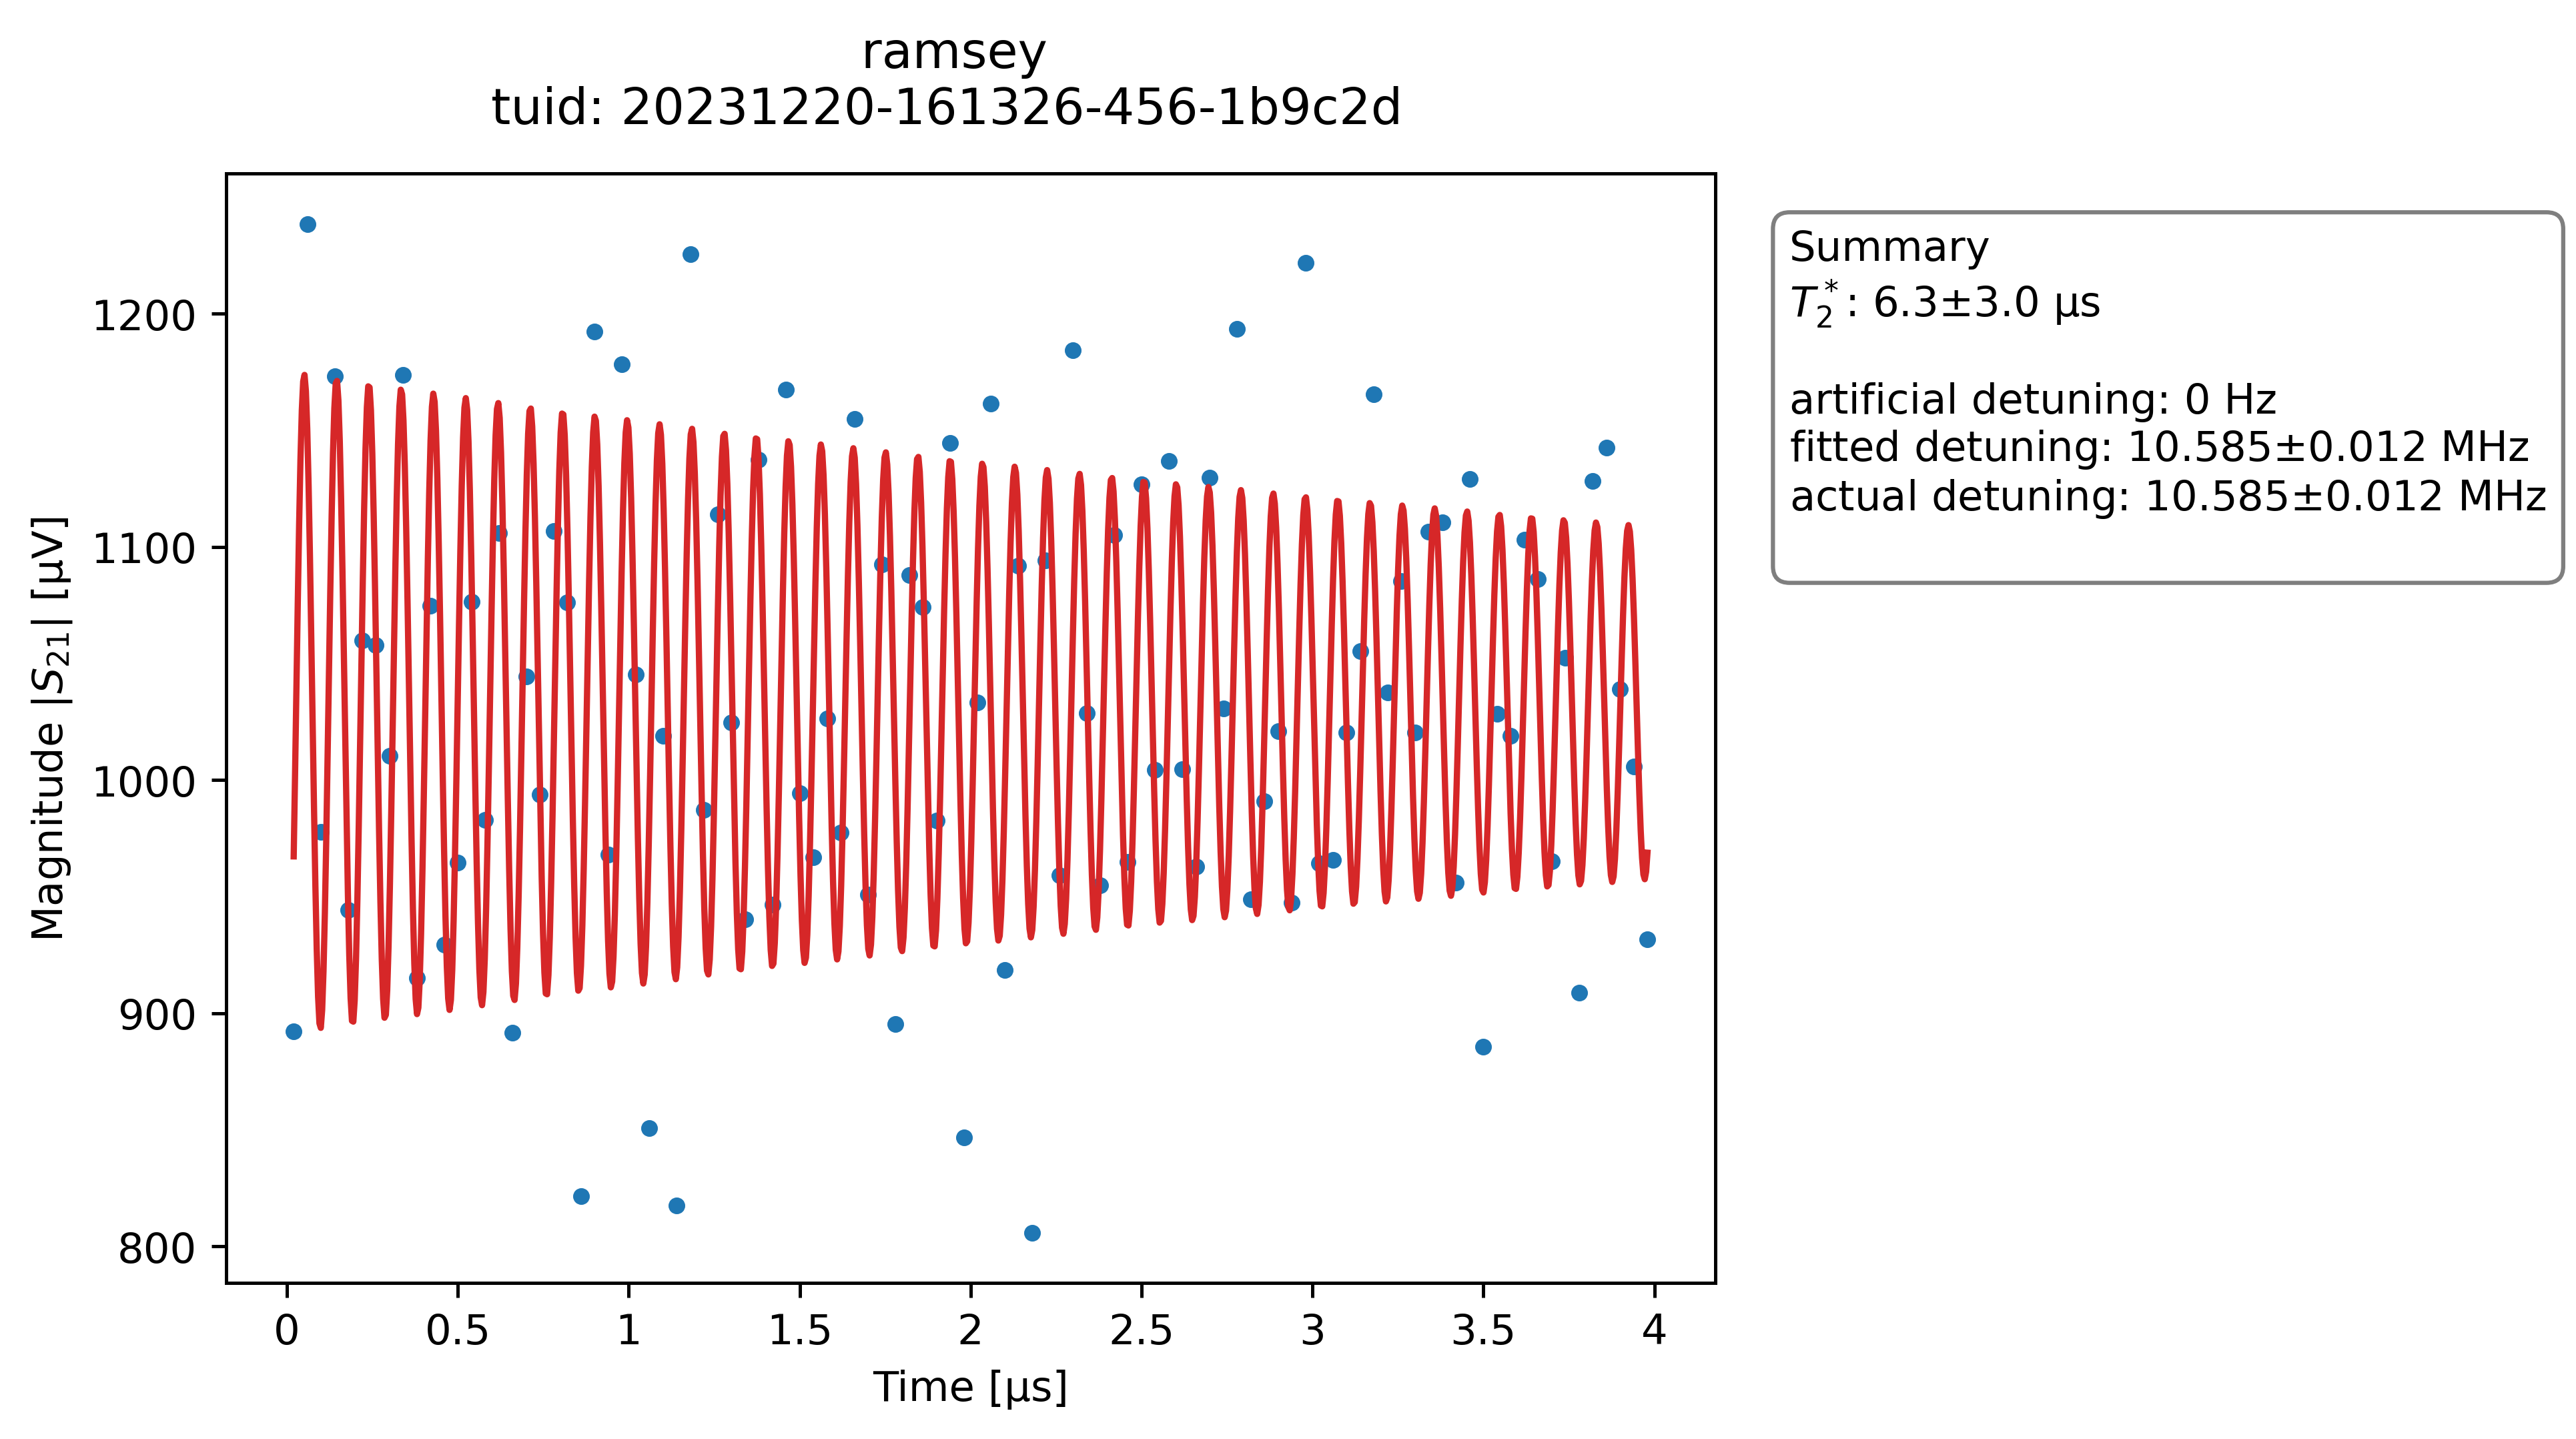 ramsey
tuid: 20231220-161326-456-1b9c2d
Magnitude |S21| [µV]
1200
1100
1000
900
800
0
0.5
1
1.5
2
2.5
3
3.5
4
Time [µs]
Summary
T2*: 6.3±3.0 µs
artificial detuning: 0 Hz
fitted detuning: 10.585±0.012 MHz
actual detuning: 10.585±0.012 MHz